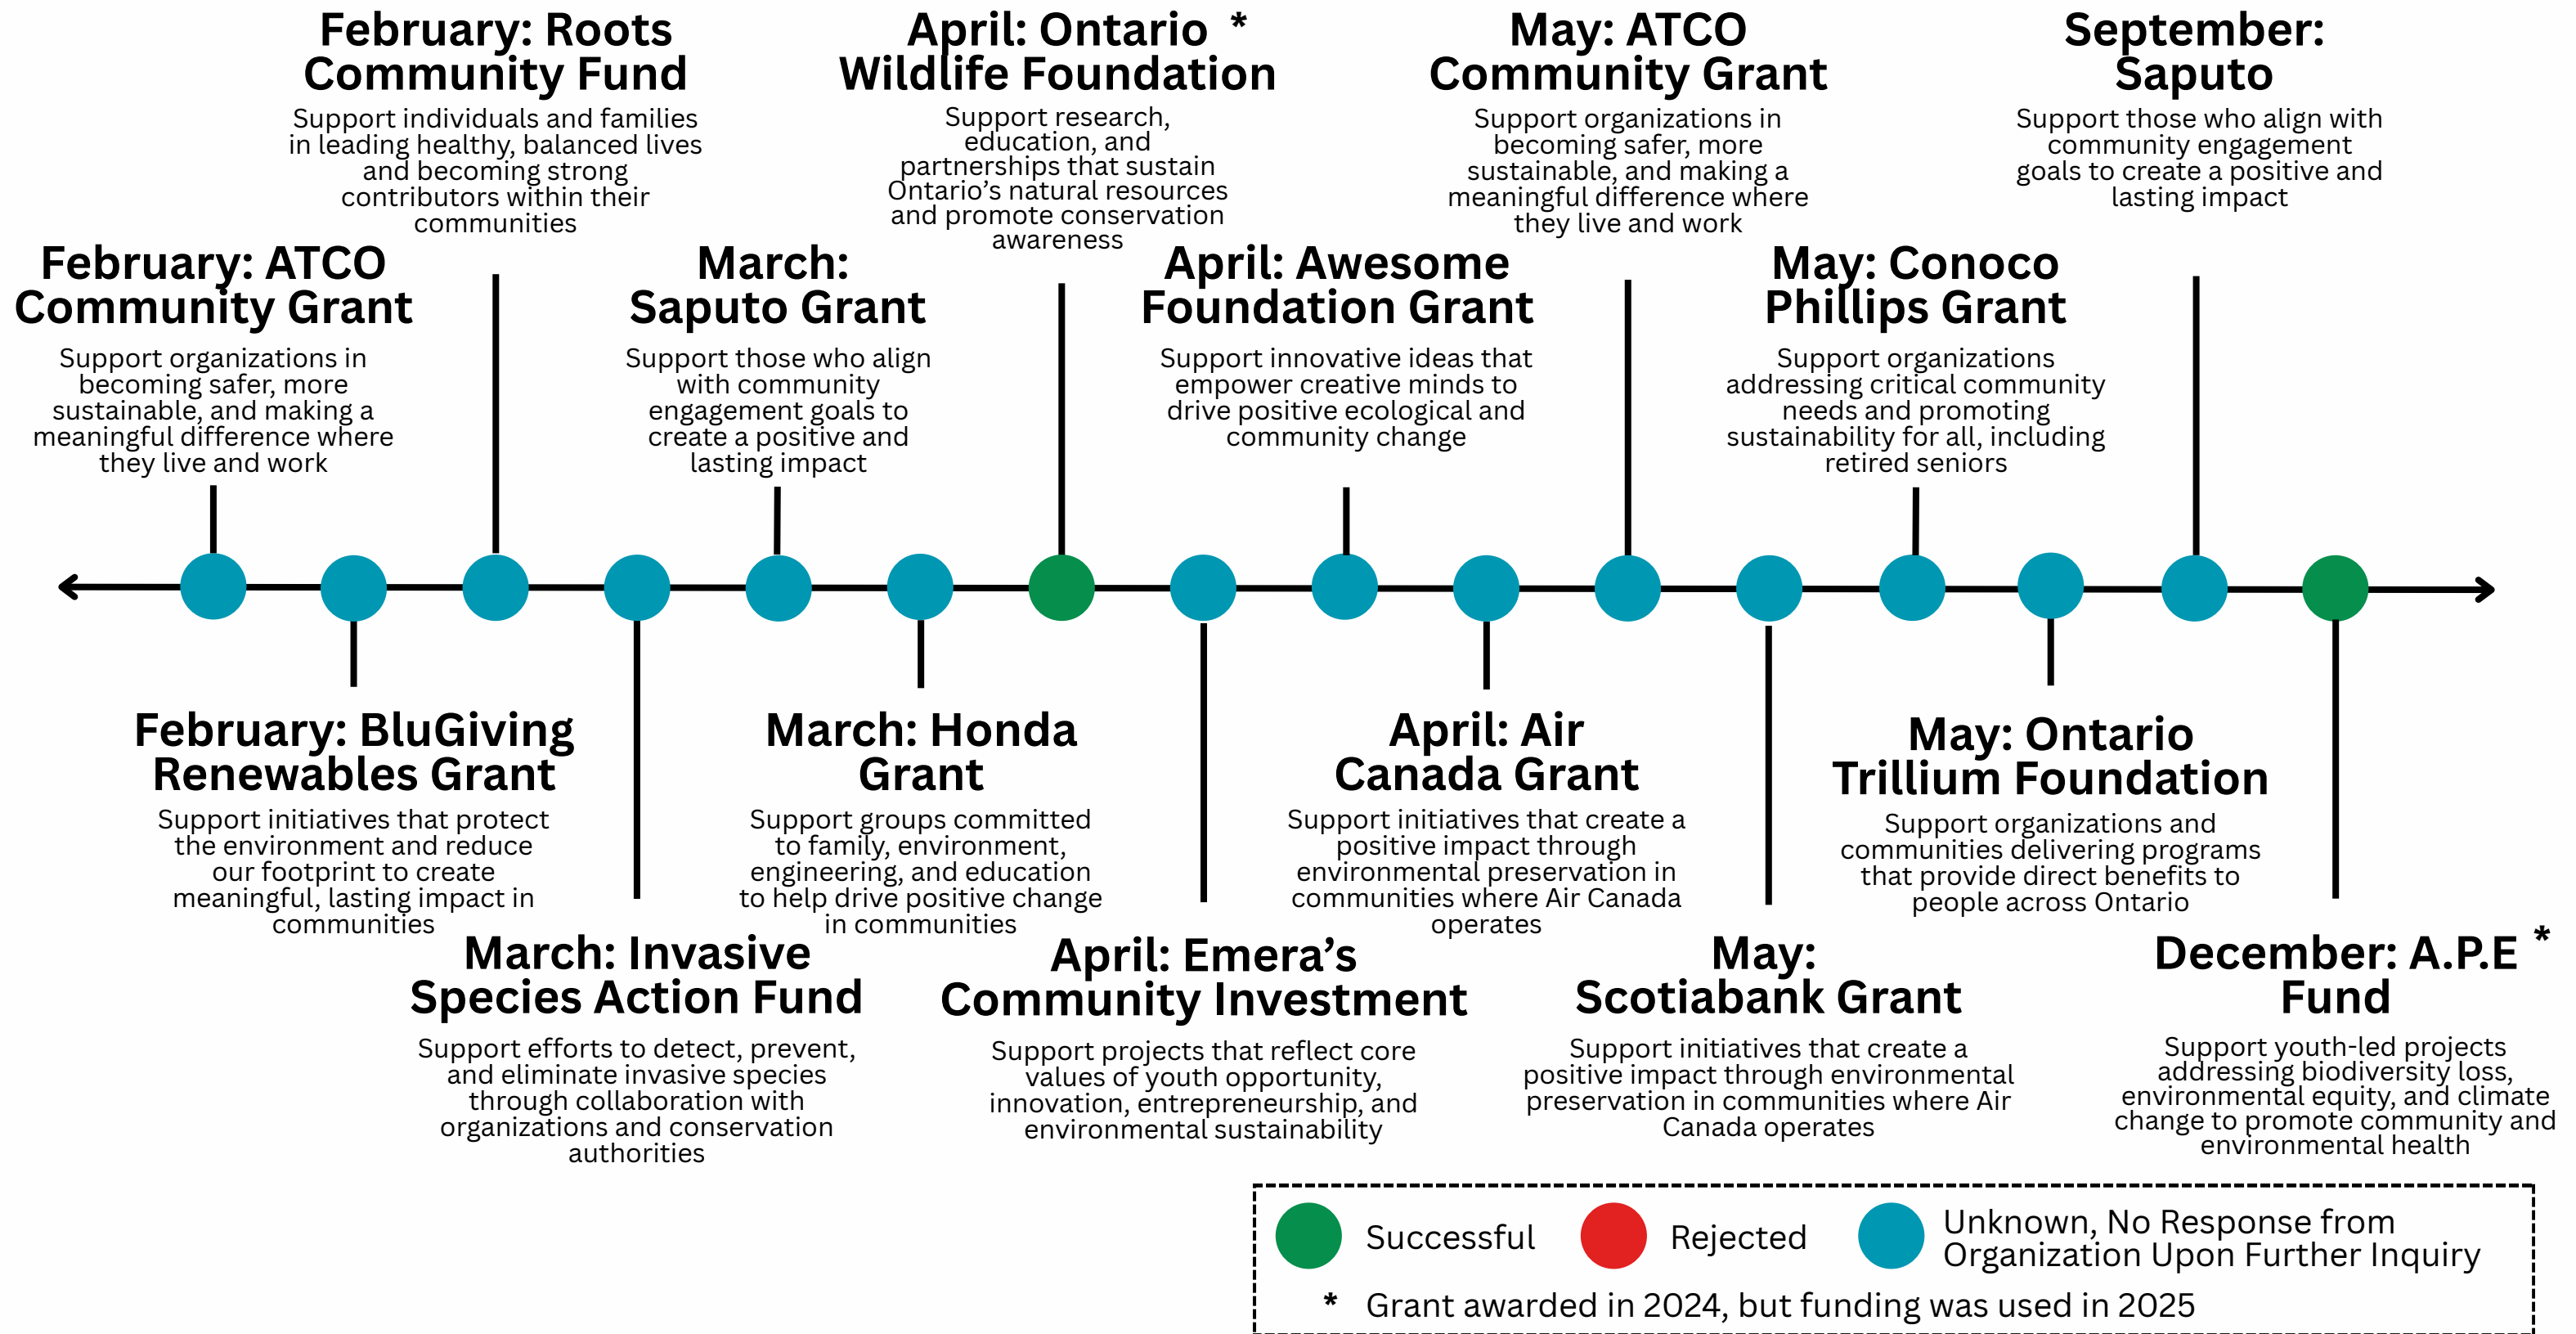 February: Roots
Community Fund
Support individuals and families
in leading healthy, balanced lives
and becoming strong
contributors within their
communities
April: Ontario *
Wildlife Foundation
Support research,
education, and
partnerships that sustain
Ontario’s natural resources
and promote conservation
awareness
May: ATCO
Community Grant
Support organizations in
becoming safer, more
sustainable, and making a
meaningful difference where
they live and work
September:
Saputo
Support those who align with
community engagement
goals to create a positive and
lasting impact
February: ATCO
Community Grant
Support organizations in
becoming safer, more
sustainable, and making a
meaningful difference where
they live and work
March:
Saputo Grant
Support those who align
with community
engagement goals to
create a positive and
lasting impact
April: Awesome
Foundation Grant
Support innovative ideas that
empower creative minds to
drive positive ecological and
community change
May: Conoco
Phillips Grant
Support organizations
addressing critical community
needs and promoting
sustainability for all, including
retired seniors
February: BluGiving
Renewables Grant
Support initiatives that protect
the environment and reduce
our footprint to create
meaningful, lasting impact in
communities
March: Honda
Grant
Support groups committed
to family, environment,
engineering, and education
to help drive positive change
in communities
April: Air
Canada Grant
Support initiatives that create a
positive impact through
environmental preservation in
communities where Air Canada
operates
May: Ontario
Trillium Foundation
Support organizations and
communities delivering programs
that provide direct benefits to
people across Ontario
March: Invasive
Species Action Fund
Support efforts to detect, prevent,
and eliminate invasive species
through collaboration with
organizations and conservation
authorities
April: Emera’s
Community Investment
Support projects that reflect core
values of youth opportunity,
innovation, entrepreneurship, and
environmental sustainability
May:
Scotiabank Grant
Support initiatives that create a
positive impact through environmental
preservation in communities where Air
Canada operates
December: A.P.E *
Fund
Support youth-led projects
addressing biodiversity loss,
environmental equity, and climate
change to promote community and
environmental health
Successful
Rejected
Unknown, No Response from
Organization Upon Further Inquiry
* Grant awarded in 2024, but funding was used in 2025